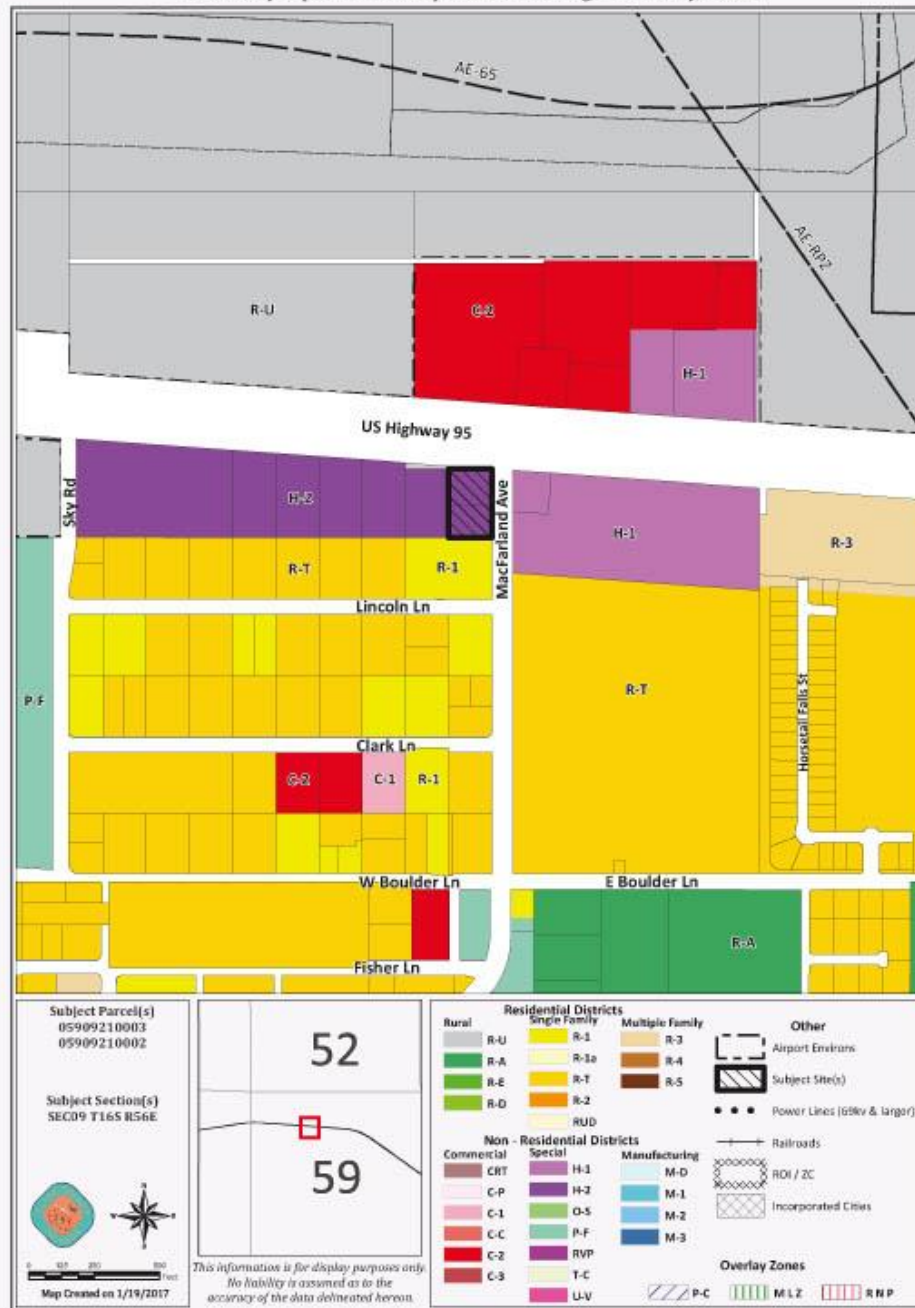 AE-65
AE-RP2
R-U
C-2
H-1
US Highway 95
Sky Rd
H-2
MacFarland Ave
H-1
R-3
R-T
R-1
Lincoln Ln
P-F
R-T
Horsetail Falls St
Clark Ln
C-2
C-1
R-1
W Boulder Ln
E Boulder Ln
R-A
Fisher Ln
Subject Parcel(s)
05909210003
05909210002
Subject Section(s)
SEC09 T16S R56E
Feet
Map Created on 1/19/2017
52
59
This information is for display purposes only.
No liability is assumed as to the
accuracy of the data delineated hereon.
Residential Districts
Rural
R-U
R-A
R-E
R-D
Single Family
R-1
R-1a
R-T
R-2
RUD
Multiple Family
R-3
R-4
R-5
Non - Residential Districts
Commercial
CRT
C-P
C-1
C-C
C-2
C-3
Special
H-1
H-2
O-S
P-F
RVP
T-C
U-V
Manufacturing
M-D
M-1
M-2
M-3
Other
Airport Environs
Subject Site(s)
Power Lines (69kv & larger)
Railroads
ROI / ZC
Incorporated Cities
Overlay Zones
P-C
M L Z
R N P